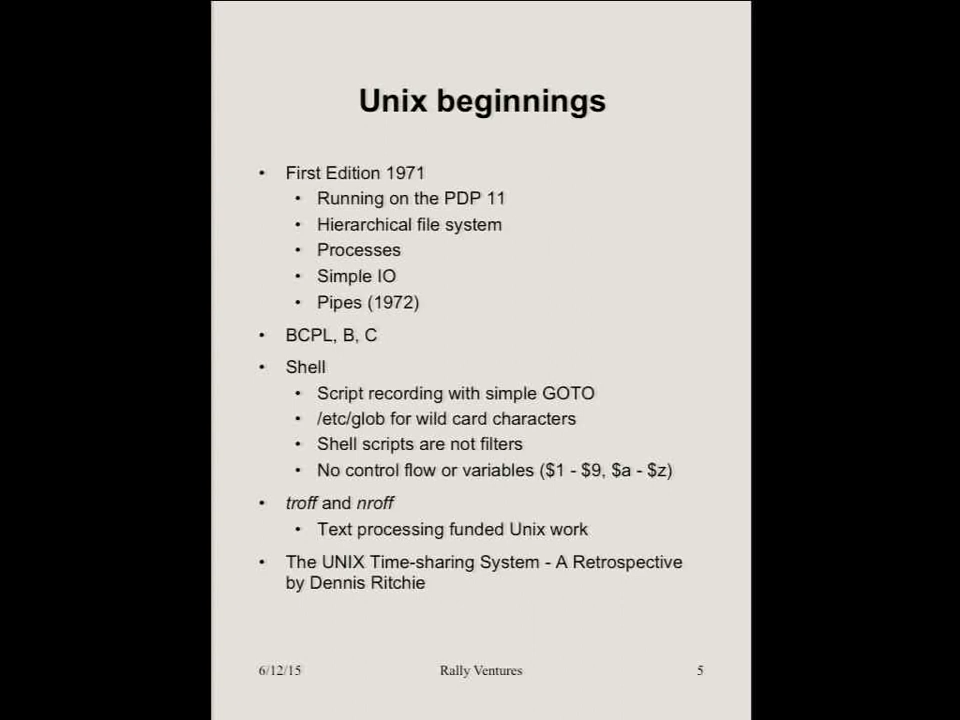 Unix beginnings
• First Edition 1971
• Running on the PDP 11
• Hierarchical file system
• Processes
• Simple IO
• Pipes (1972)
• BCPL, B, C
• Shell
• Script recording with simple GOTO
• /etc/glob for wild card characters
• Shell scripts are not filters
• No control flow or variables ($1 - $9, $a - $z)
• troff and nroff
• Text processing funded Unix work
• The UNIX Time-sharing System - A Retrospective
by Dennis Ritchie
6/12/15 Rally Ventures 5